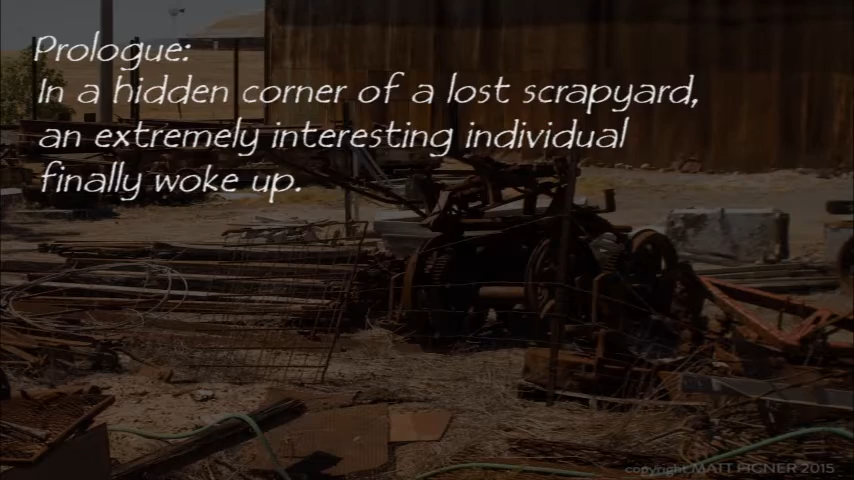 Prologue:
In a hidden corner of a lost scrapyard,
an extremely interesting individual
finally woke up.
copyright MATT FIGNER 2015